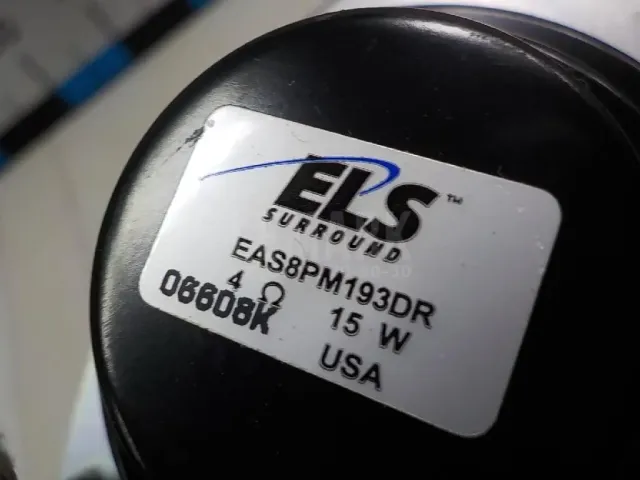 ELS™
SURROUND
EAS8PM193DR
4 Ω 15 W
06608K
USA